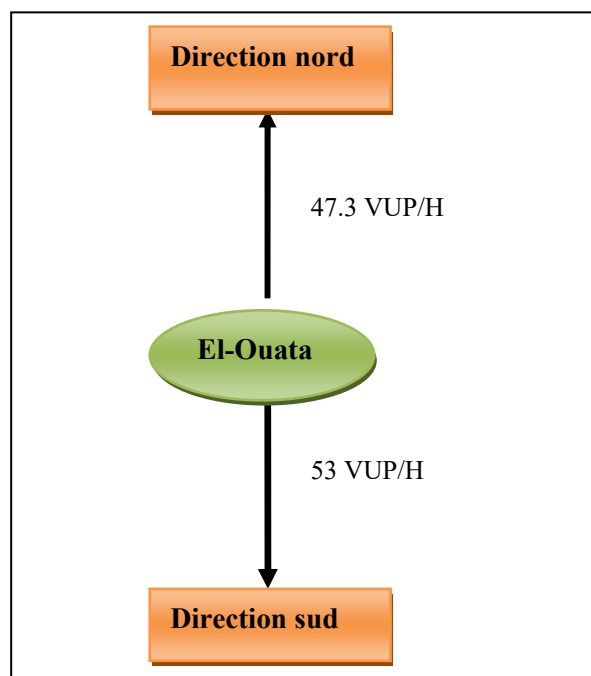 Direction nord
47.3 VUP/H
El-Ouata
53 VUP/H
Direction sud